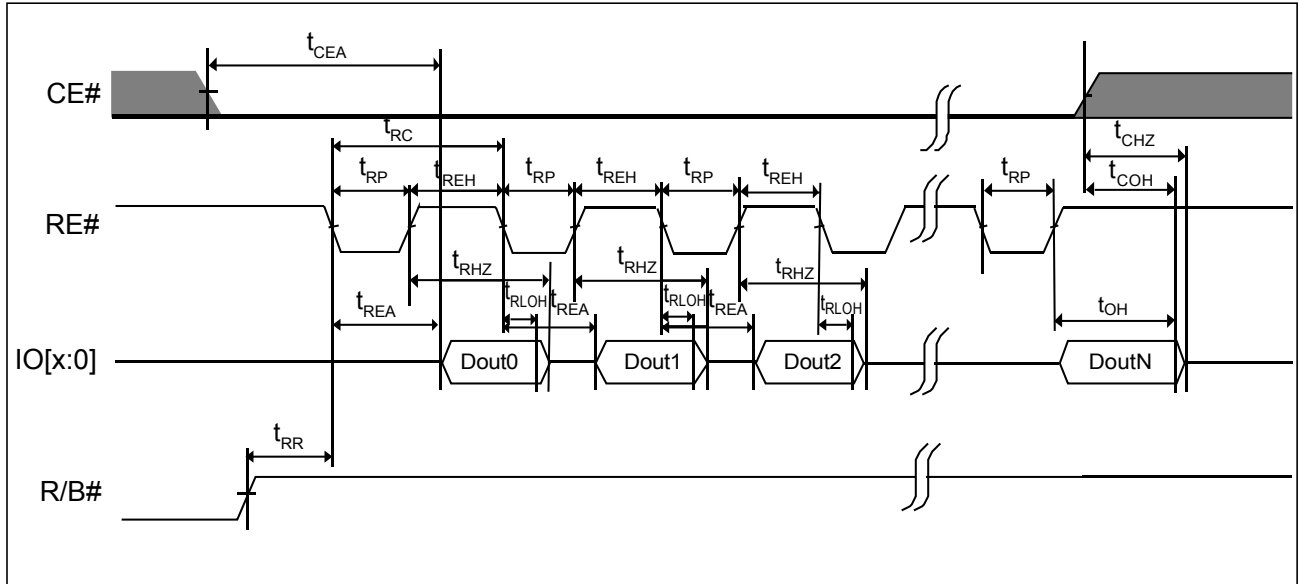 tCEA
CE#
tRC
tCHZ
tRP tREH tRP tREH tRP tREH tRP tCOH
RE#
tRHZ tRHZ tRHZ
tREA tRLOH tREA tRLOH tREA tRLOH tOH
IO[x:0] Dout0 Dout1 Dout2 DoutN
tRR
R/B#